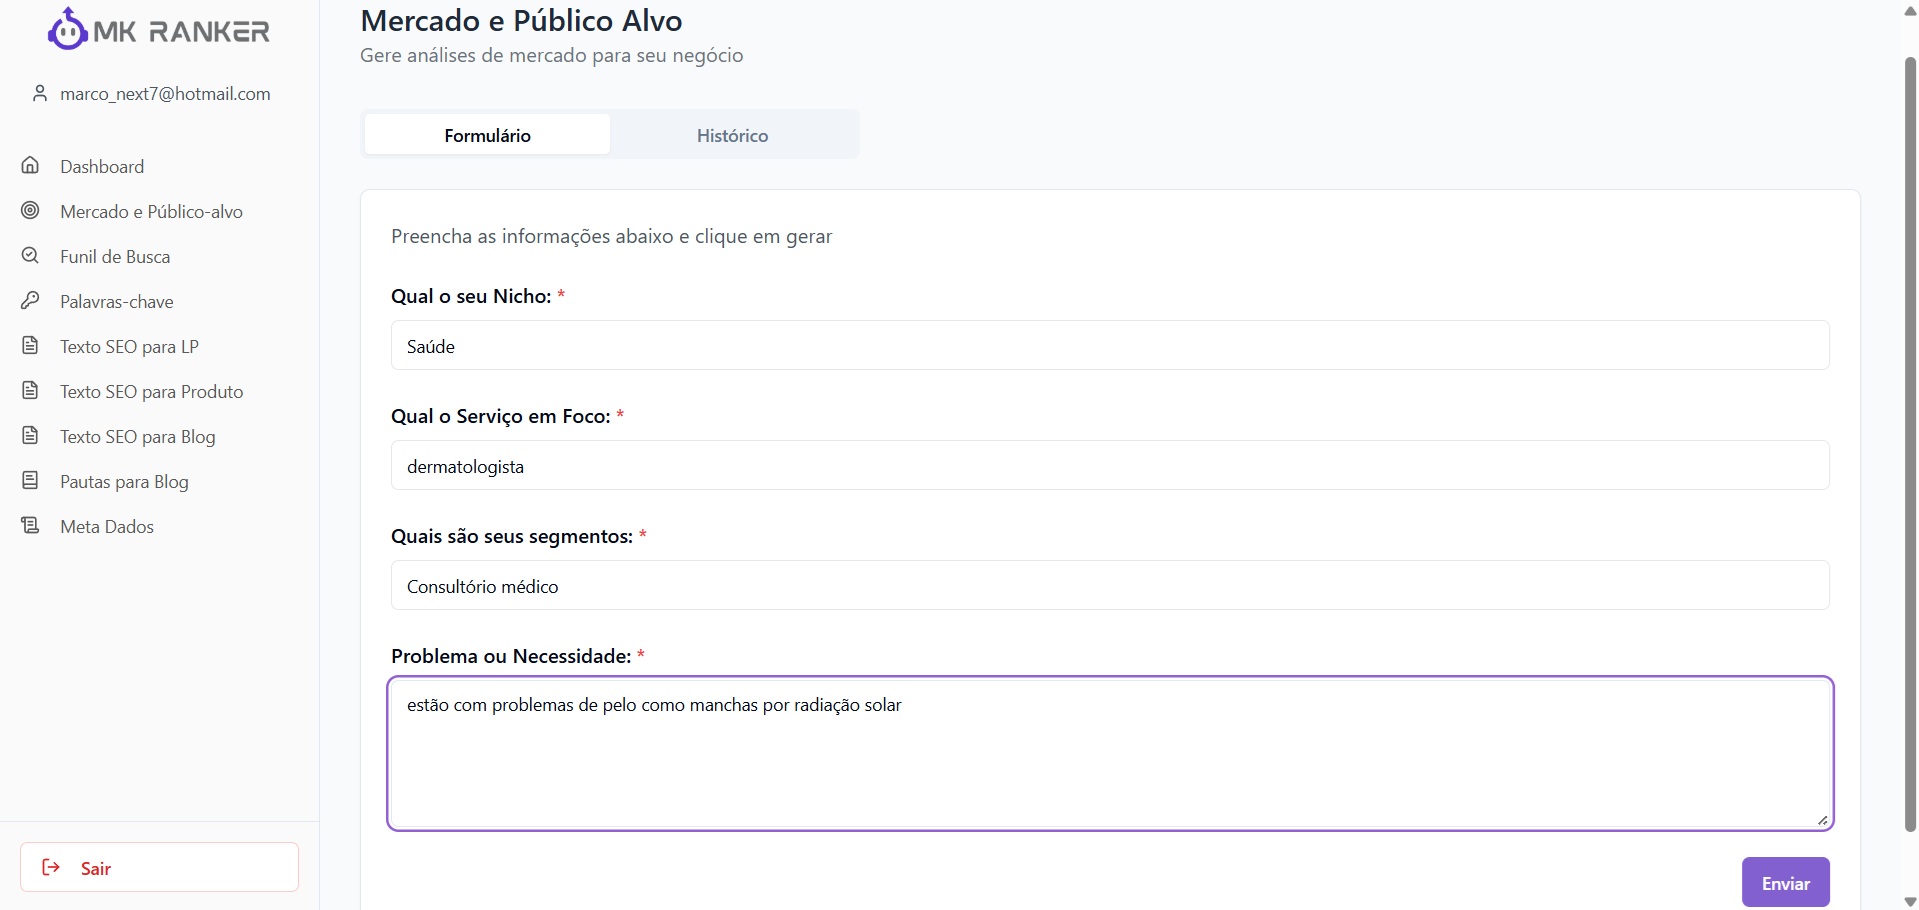 MK RANKER
marco_next7@hotmail.com
Dashboard
Mercado e Público-alvo
Funil de Busca
Palavras-chave
Texto SEO para LP
Texto SEO para Produto
Texto SEO para Blog
Pautas para Blog
Meta Dados
Sair
Mercado e Público Alvo
Gere análises de mercado para seu negócio
Formulário
Histórico
Preencha as informações abaixo e clique em gerar
Qual o seu Nicho: *
Saúde
Qual o Serviço em Foco: *
dermatologista
Quais são seus segmentos: *
Consultório médico
Problema ou Necessidade: *
estão com problemas de pelo como manchas por radiação solar
Enviar